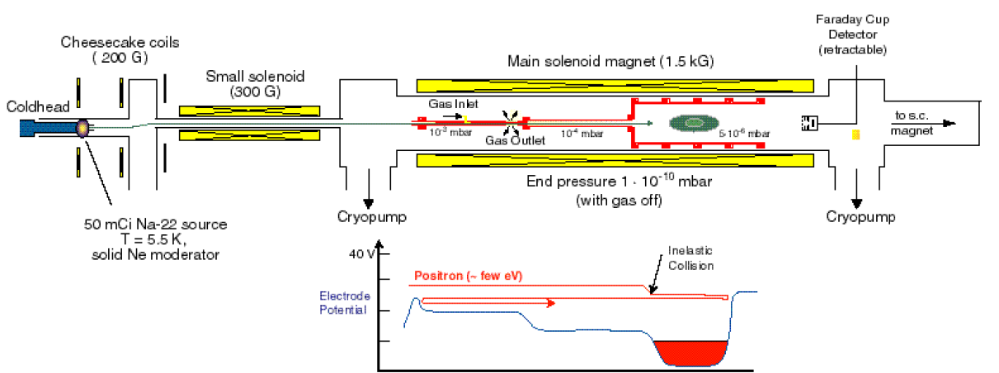 Faraday Cup
Detector
(retractable)
Cheesecake coils
( 200 G)
Main solenoid magnet (1.5 kG)
Small solenoid
(300 G)
Coldhead
Gas Inlet
10⁻³ mbar
10⁻⁴ mbar
5·10⁻⁶ mbar
Gas Outlet
to s.c.
magnet
End pressure 1 · 10⁻¹⁰ mbar
(with gas off)
Cryopump
Cryopump
50 mCi Na-22 source
T = 5.5 K,
solid Ne moderator
40 V
Positron (~ few eV)
Inelastic
Collision
Electrode
Potential